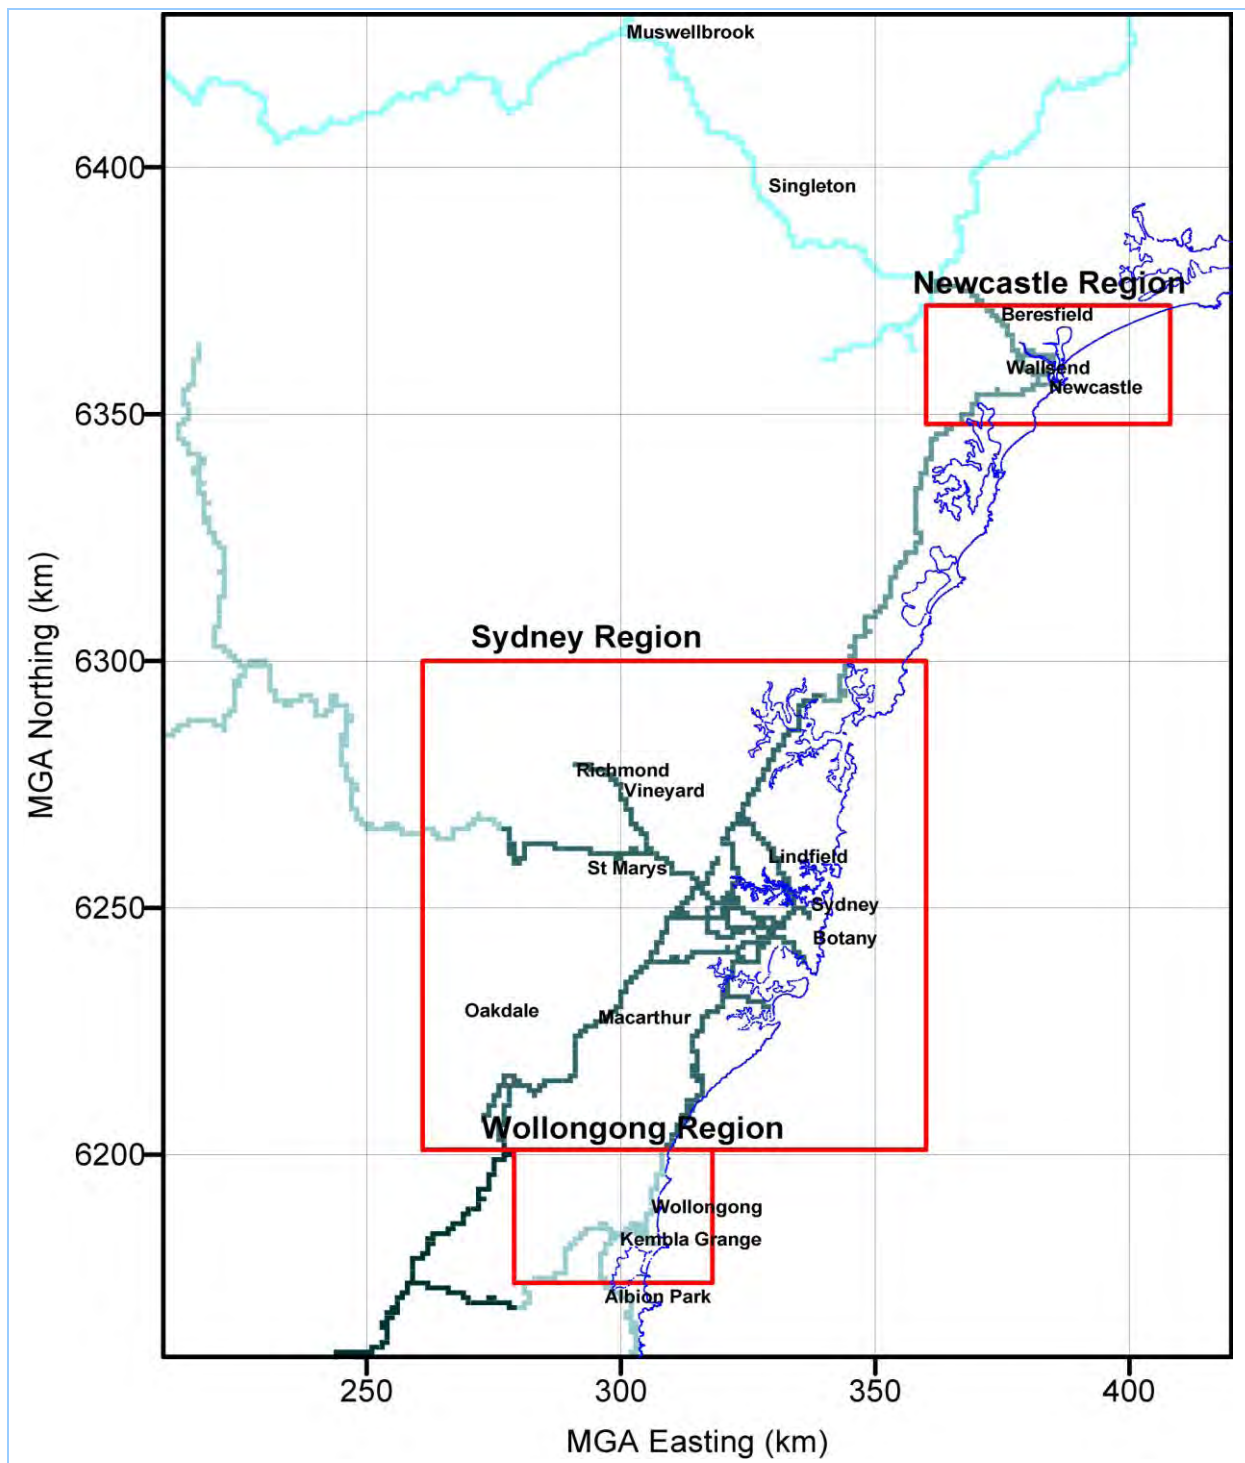 Muswellbrook
6400
Singleton
Newcastle Region
Beresfield
Wallsend
Newcastle
6350
Sydney Region
6300
Richmond
Vineyard
Lindfield
St Marys
Sydney
6250
Botany
Oakdale
Macarthur
Wollongong Region
6200
Wollongong
Kembla Grange
Albion Park
MGA Northing (km)
250
300
350
400
MGA Easting (km)